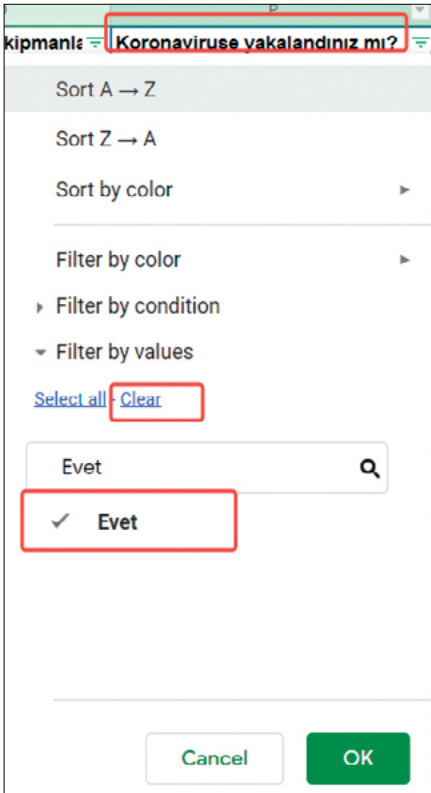 P
kipmanla Koronaviruse yakalandınız mı?
Sort A → Z
Sort Z → A
Sort by color
Filter by color
Filter by condition
Filter by values
Select all - Clear
Evet
Evet
Cancel OK